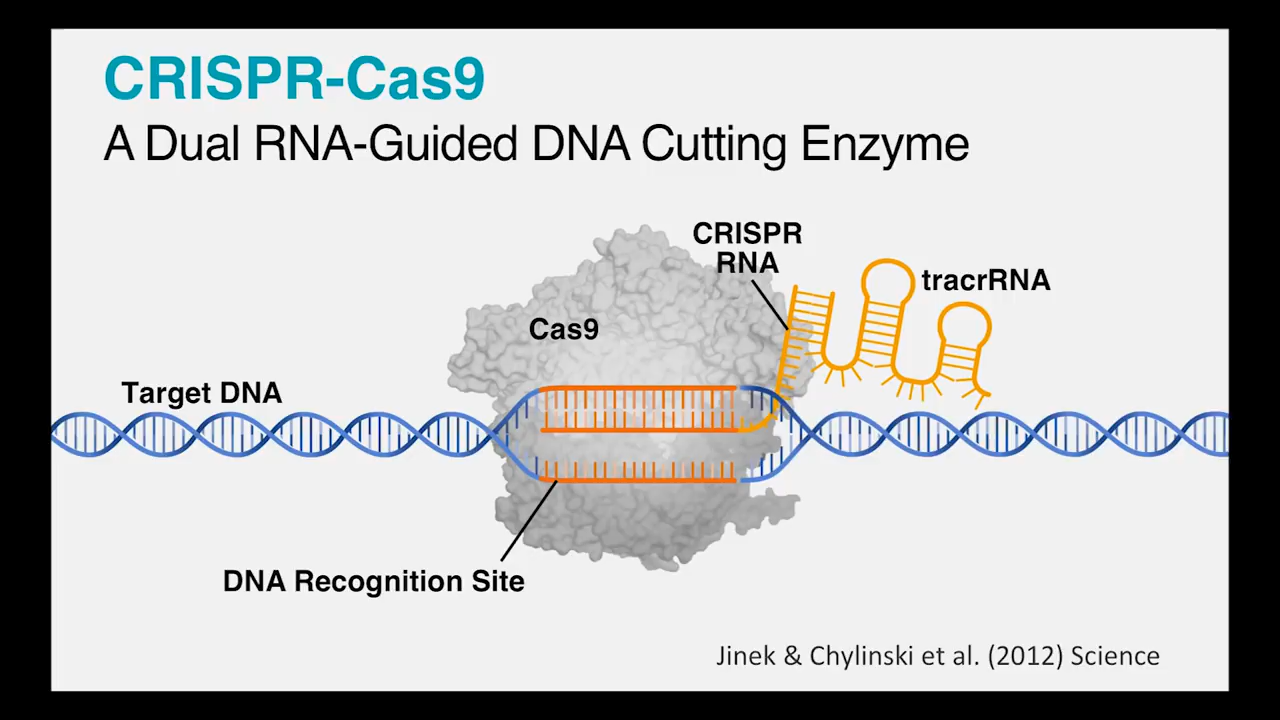 CRISPR-Cas9
A Dual RNA-Guided DNA Cutting Enzyme
CRISPR
RNA
tracrRNA
Cas9
Target DNA
DNA Recognition Site
Jinek & Chylinski et al. (2012) Science